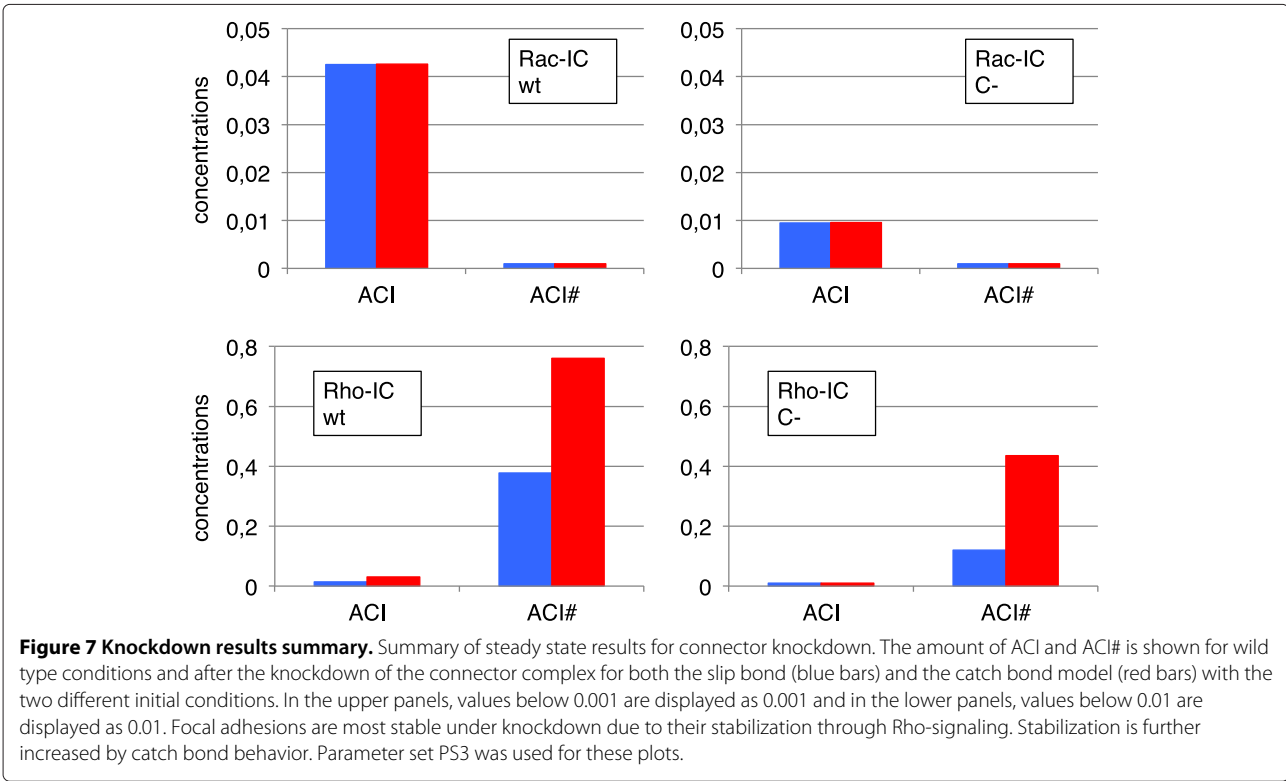 0,05
0,04
0,03
0,02
0,01
0
concentrations
Rac-IC
wt
ACI ACI#
0,05
0,04
0,03
0,02
0,01
0
Rac-IC
C-
ACI ACI#
0,8
0,6
0,4
0,2
0
concentrations
Rho-IC
wt
ACI ACI#
0,8
0,6
0,4
0,2
0
Rho-IC
C-
ACI ACI#
Figure 7 Knockdown results summary. Summary of steady state results for connector knockdown. The amount of ACI and ACI# is shown for wild
type conditions and after the knockdown of the connector complex for both the slip bond (blue bars) and the catch bond model (red bars) with the
two different initial conditions. In the upper panels, values below 0.001 are displayed as 0.001 and in the lower panels, values below 0.01 are
displayed as 0.01. Focal adhesions are most stable under knockdown due to their stabilization through Rho-signaling. Stabilization is further
increased by catch bond behavior. Parameter set PS3 was used for these plots.